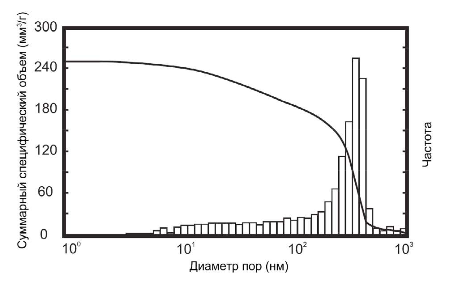 Суммарный специфический объем (мм³/г)
300
240
180
120
60
0
10⁰ 10¹ 10² 10³
Диаметр пор (нм)
Частота